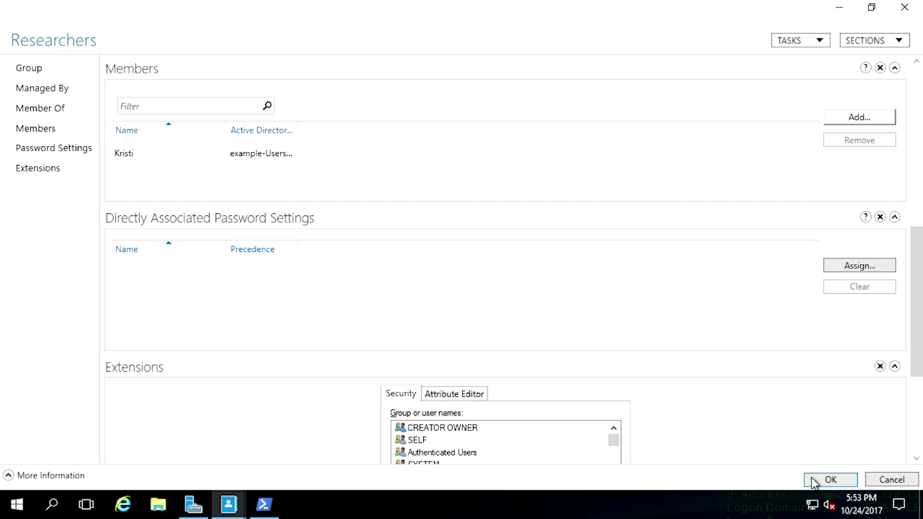 Researchers
TASKS
SECTIONS
Group
Managed By
Member Of
Members
Password Settings
Extensions
Members
Filter
Name
Active Director...
Kristi
example-Users...
Add...
Remove
Directly Associated Password Settings
Name
Precedence
Assign...
Clear
Extensions
Security
Attribute Editor
Group or user names:
CREATOR OWNER
SELF
Authenticated Users
SYSTEM
More Information
OK
Cancel
IP Address
Logon Domain
5:53 PM
10/24/2017